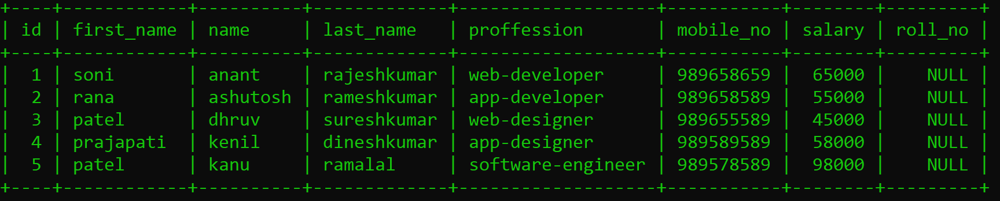 +----+------------+----------+-------------+-------------------+-----------+--------+---------+
| id | first_name | name     | last_name   | proffession       | mobile_no | salary | roll_no |
+----+------------+----------+-------------+-------------------+-----------+--------+---------+
|  1 | soni       | anant    | rajeshkumar | web-developer     | 989658659 |  65000 |    NULL |
|  2 | rana       | ashutosh | rameshkumar | app-developer     | 989658589 |  55000 |    NULL |
|  3 | patel      | dhruv    | sureshkumar | web-designer      | 989655589 |  45000 |    NULL |
|  4 | prajapati  | kenil    | dineshkumar | app-designer      | 989589589 |  58000 |    NULL |
|  5 | patel      | kanu     | ramalal     | software-engineer | 989578589 |  98000 |    NULL |
+----+------------+----------+-------------+-------------------+-----------+--------+---------+